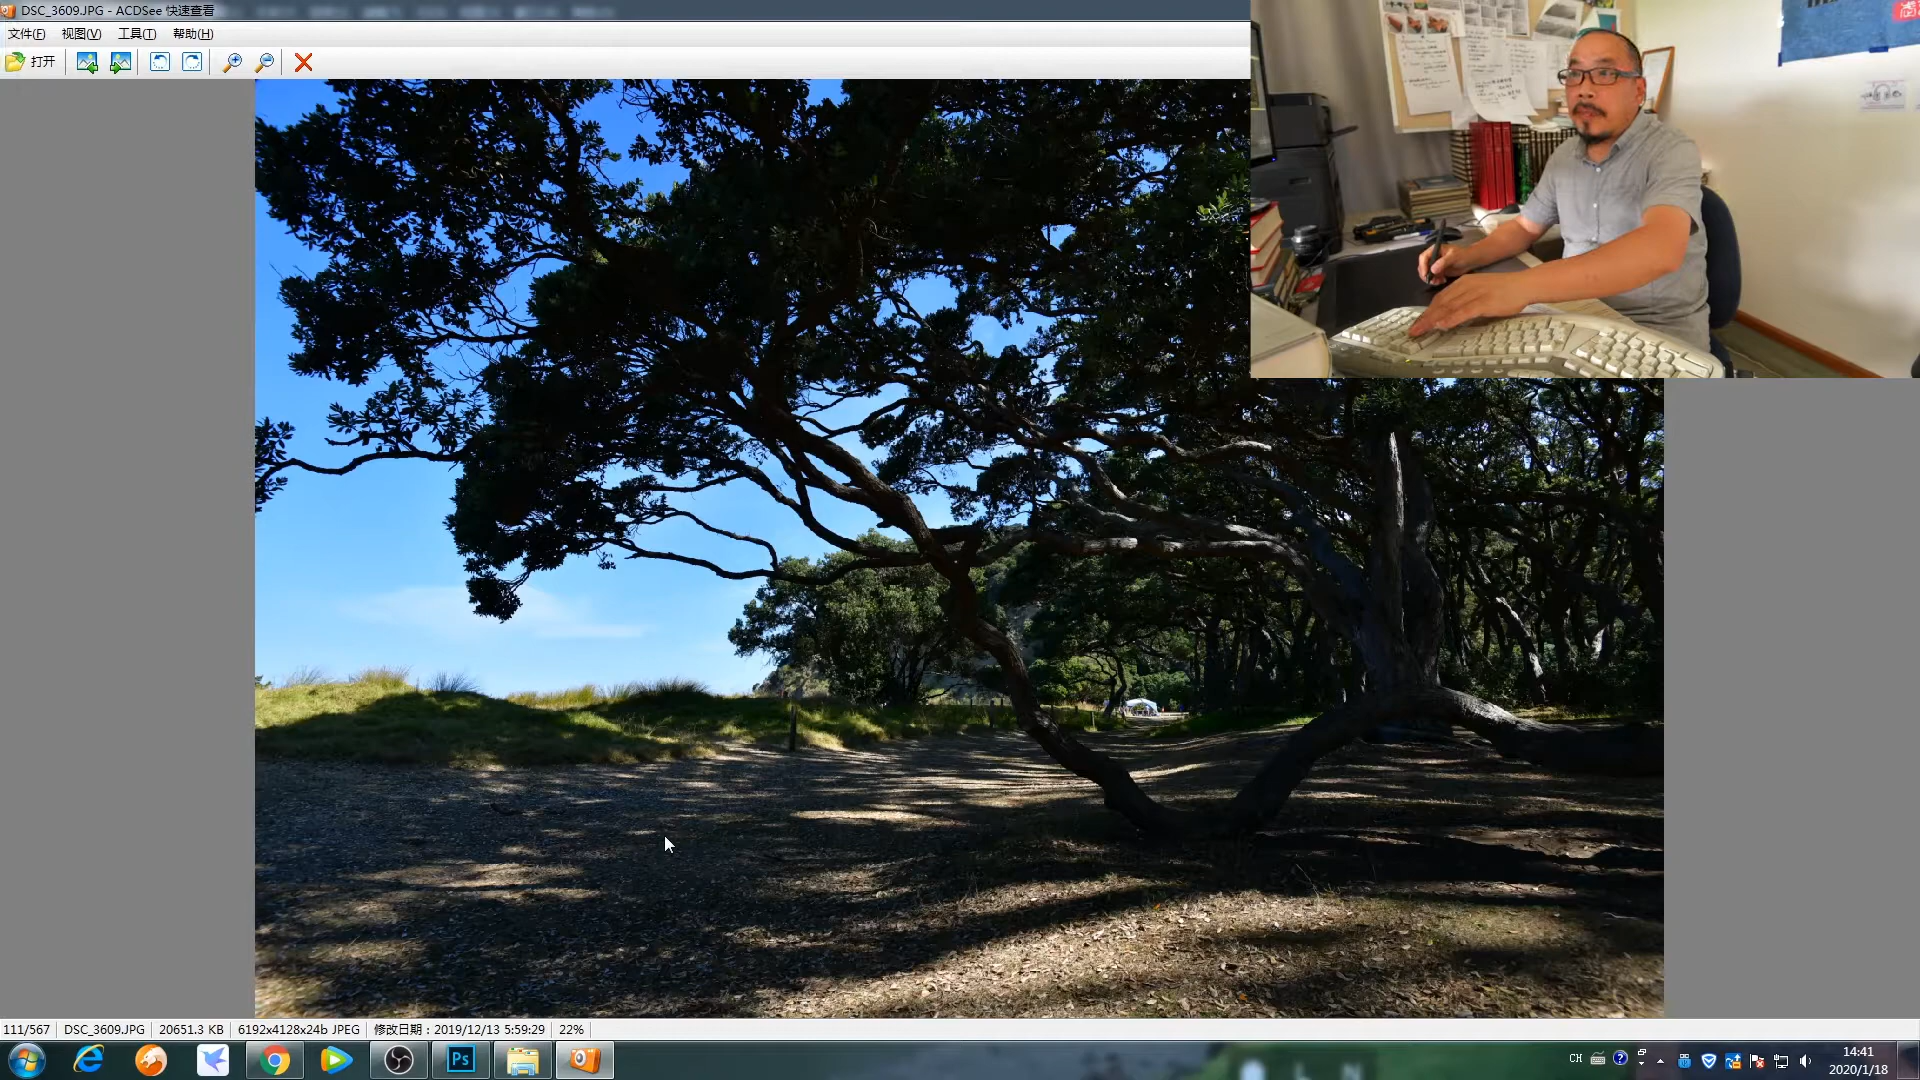 DSC_3609.JPG - ACDSee 快速查看
文件(F) 视图(V) 工具(T) 帮助(H)
打开
111/567 DSC_3609.JPG 20651.3 KB 6192x4128x24b JPEG 修改日期 : 2019/12/13 5:59:29 22%
Ps
CH
14:41
2020/1/18